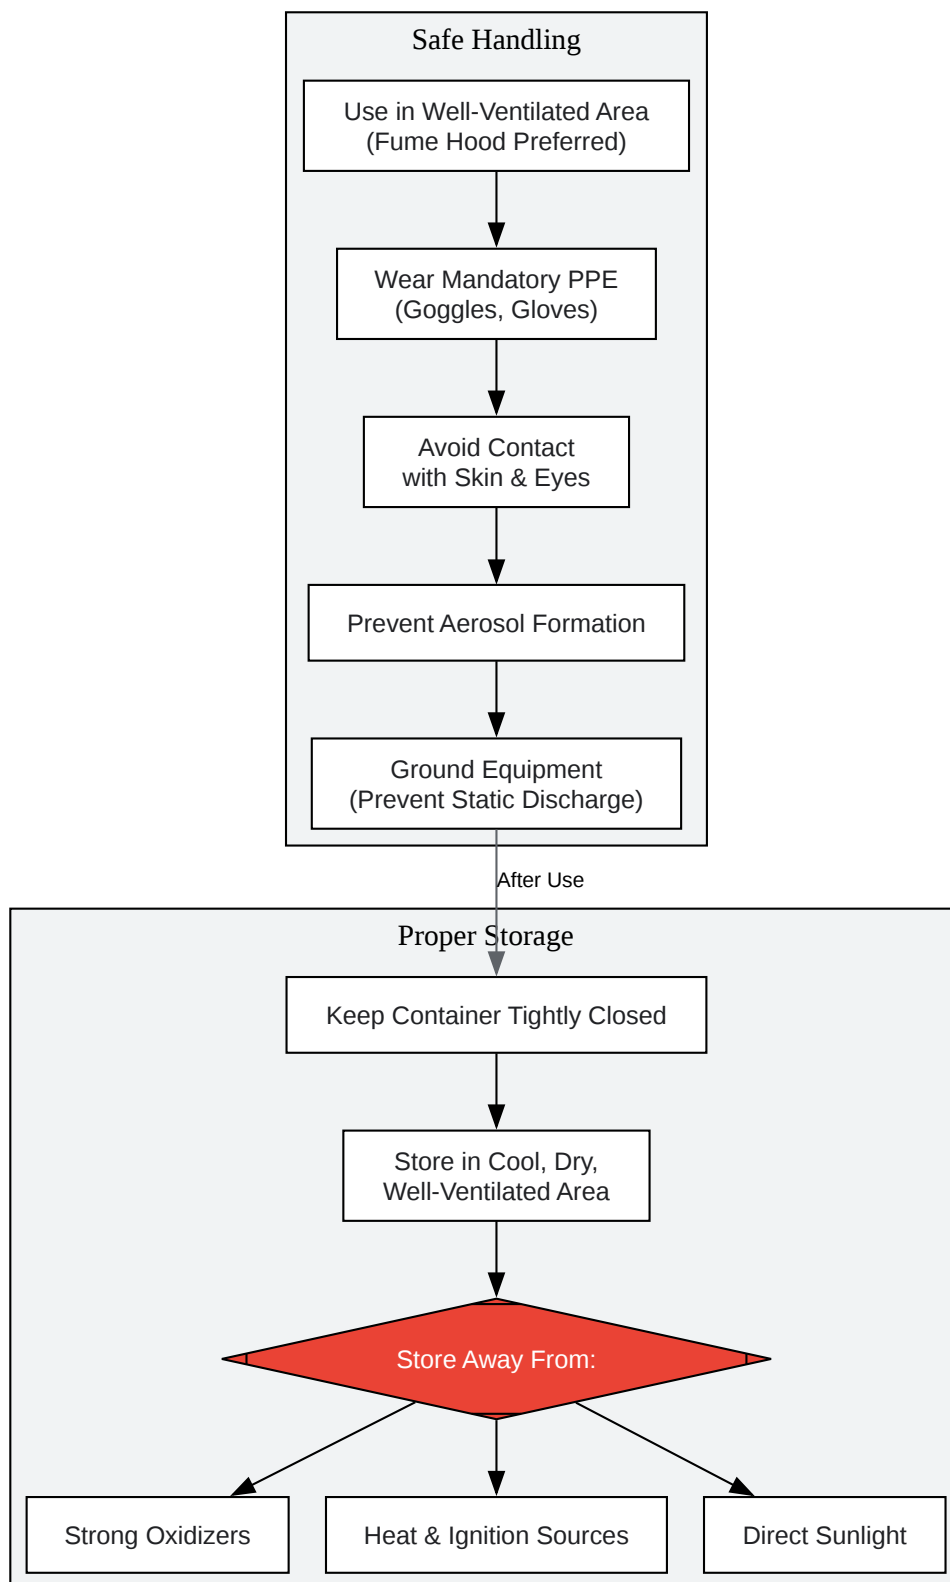 Safe Handling
Use in Well-Ventilated Area
(Fume Hood Preferred)
Wear Mandatory PPE
(Goggles, Gloves)
Avoid Contact
with Skin & Eyes
Prevent Aerosol Formation
Ground Equipment
(Prevent Static Discharge)
After Use
Proper Storage
Keep Container Tightly Closed
Store in Cool, Dry,
Well-Ventilated Area
Store Away From:
Strong Oxidizers
Heat & Ignition Sources
Direct Sunlight